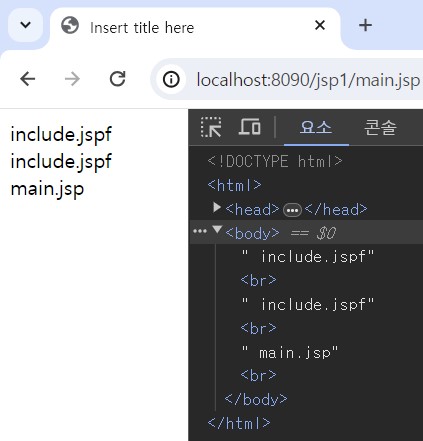 Insert title here
localhost:8090/jsp1/main.jsp
include.jspf
include.jspf
main.jsp
요소 콘솔
<!DOCTYPE html>
<html>
<head>•••</head>
••• <body> == $0
" include.jspf"
<br>
" include.jspf"
<br>
" main.jsp"
<br>
</body>
</html>